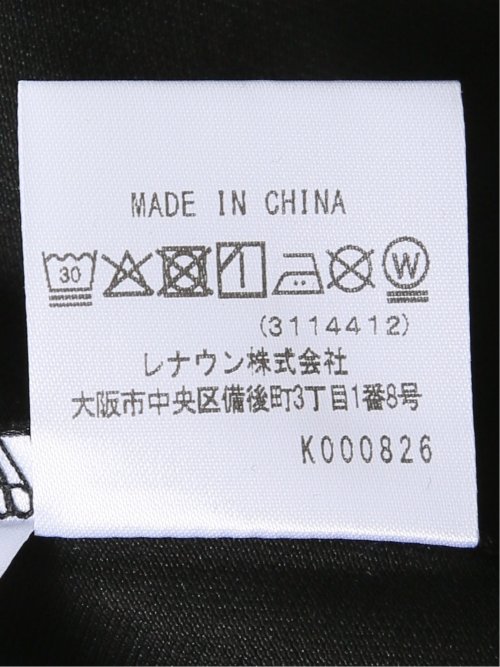 MADE IN CHINA
30 W
(3114412)
レナウン株式会社
大阪市中央区備後町3丁目1番8号
K000826